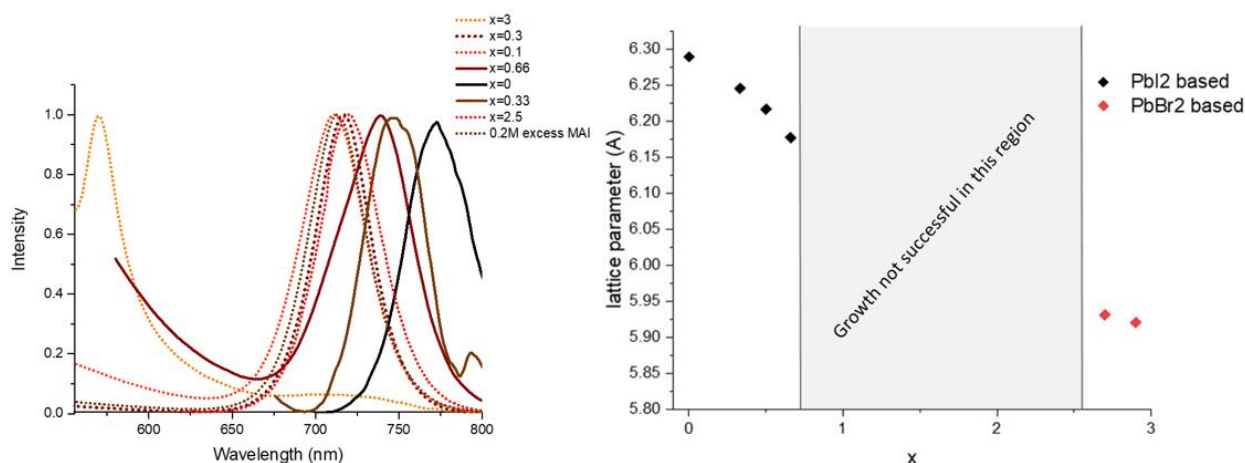 x=3
x=0.3
x=0.1
x=0.66
x=0
x=0.33
x=2.5
0.2M excess MAI
1.0
0.8
0.6
0.4
0.2
0.0
Intensity
600
650
700
750
800
Wavelength (nm)
6.30
6.25
6.20
6.15
6.10
6.05
6.00
5.95
5.90
5.85
5.80
lattice parameter (A)
Growth not successful in this region
PbI2 based
PbBr2 based
0
1
2
3
x